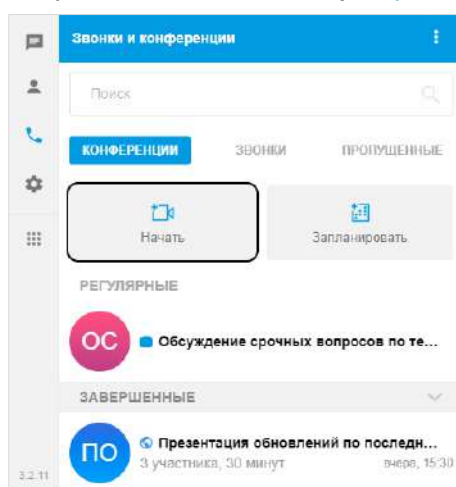 Звонки и конференции
Поиск
КОНФЕРЕНЦИИ ЗВОНКИ ПРОПУЩЕННЫЕ
Начать Запланировать
РЕГУЛЯРНЫЕ
ОС Обсуждение срочных вопросов по те...
ЗАВЕРШЕННЫЕ
ПО Презентация обновлений по последн...
3 участника, 30 минут вчера, 15:30
3.2.11